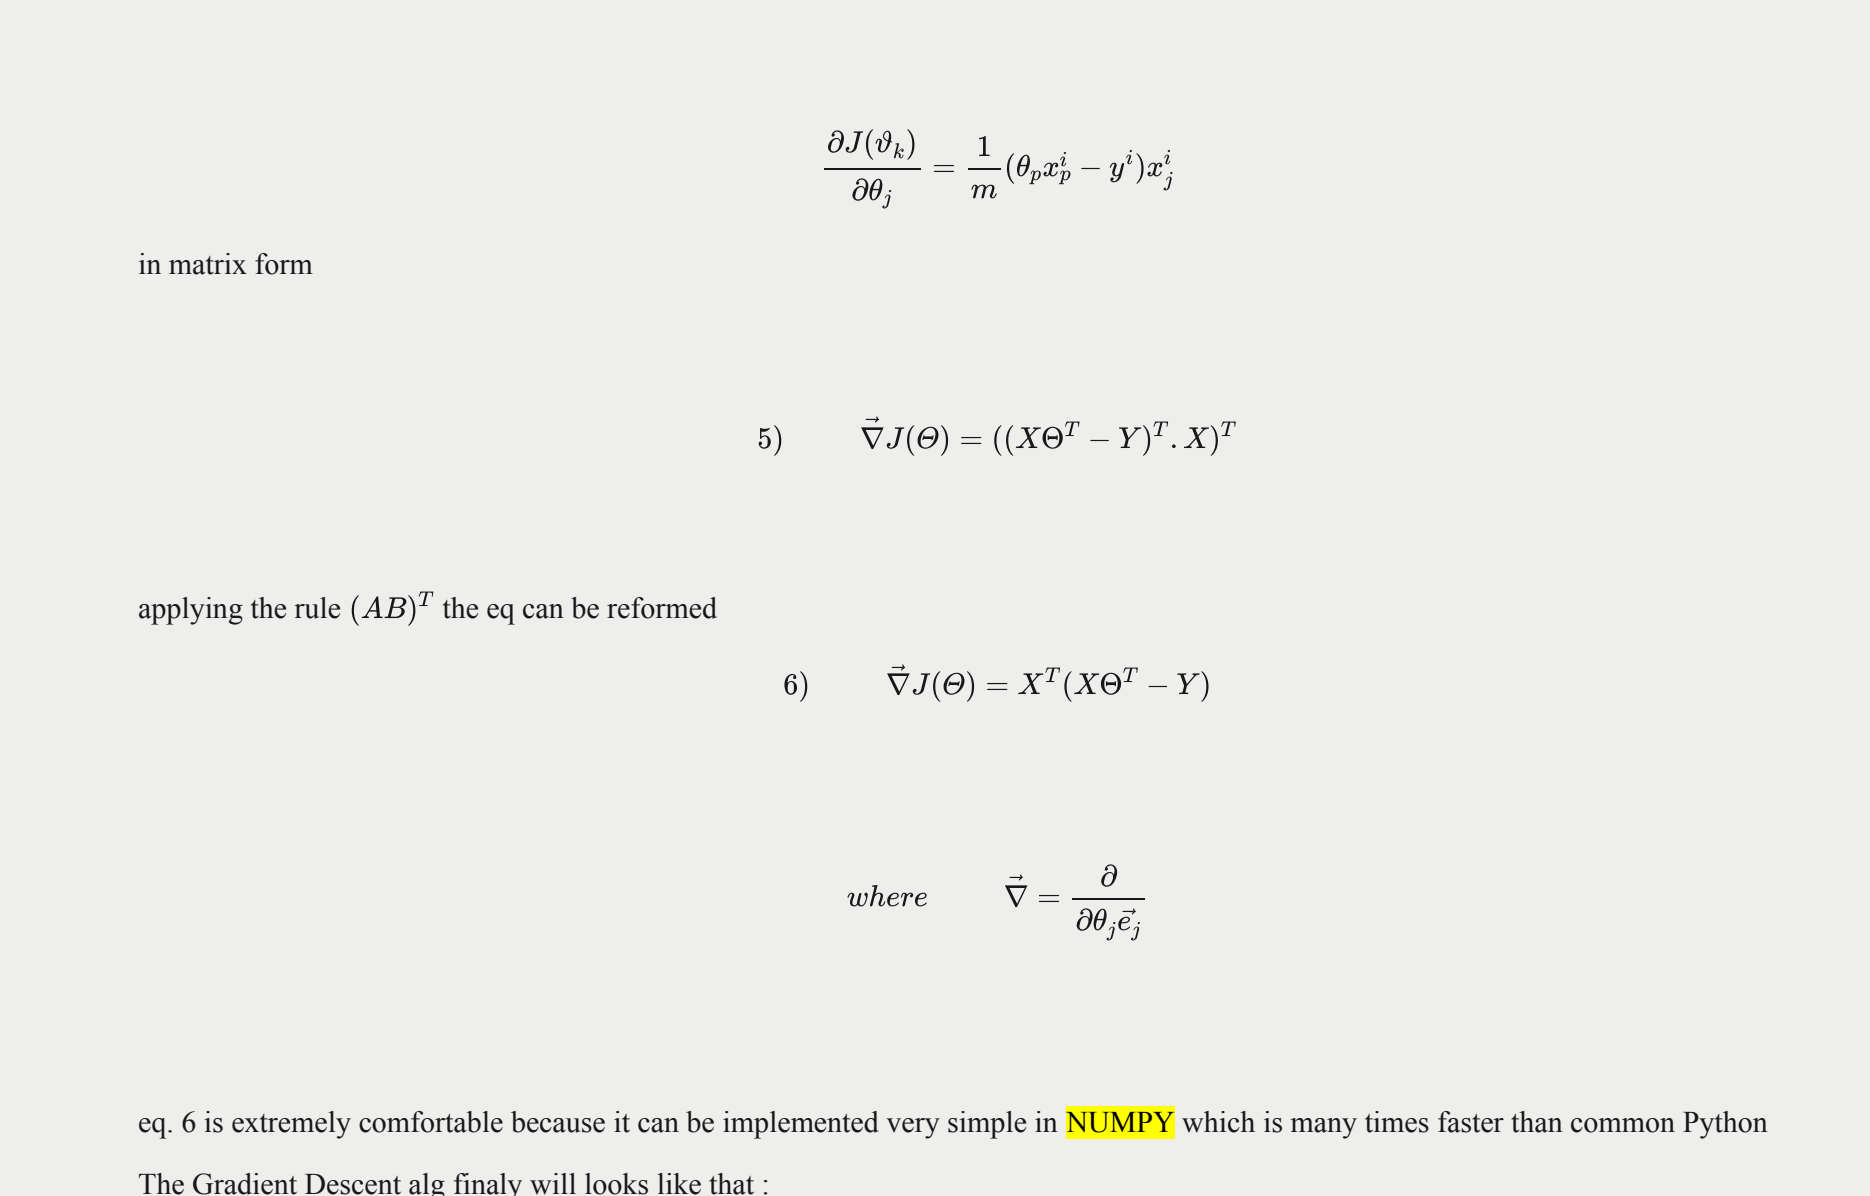 ∂J(ϑ_k)/∂θ_j = 1/m (θ_p x_p^i − y^i) x_j^i
in matrix form
5) ∇⃗J(Θ) = ((XΘ^T − Y)^T. X)^T
applying the rule (AB)^T the eq can be reformed
6) ∇⃗J(Θ) = X^T(XΘ^T − Y)
where ∇⃗ = ∂/∂θ_j e⃗_j
eq. 6 is extremely comfortable because it can be implemented very simple in NUMPY which is many times faster than common Python
The Gradient Descent alg finaly will looks like that :